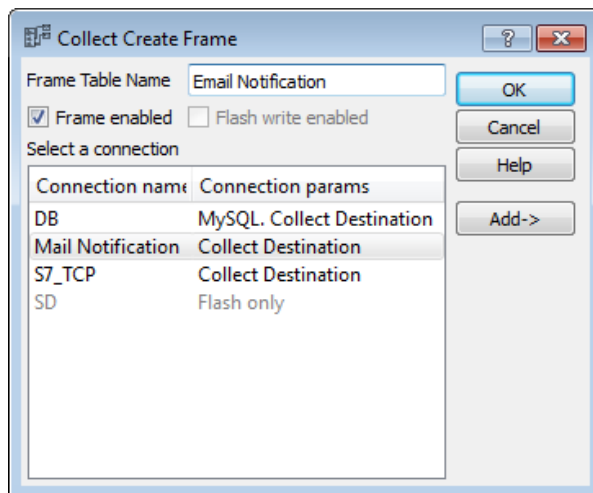 Collect Create Frame
Frame Table Name Email Notification
OK
Frame enabled Flash write enabled
Cancel
Select a connection
Help
Connection name Connection params
DB MySQL. Collect Destination
Add->
Mail Notification Collect Destination
S7_TCP Collect Destination
SD Flash only